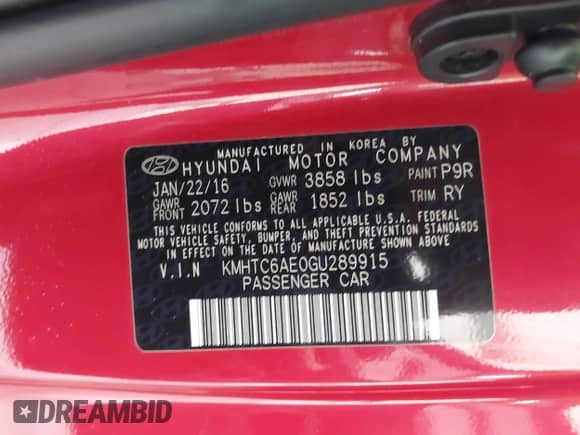 MANUFACTURED IN KOREA BY
HYUNDAI MOTOR COMPANY
JAN/22/16 GVWR 3858 lbs PAINT P9R
GAWR FRONT 2072 lbs GAWR REAR 1852 lbs TRIM RY
THIS VEHICLE CONFORMS TO ALL APPLICABLE U.S.A. FEDERAL
MOTOR VEHICLE SAFETY, BUMPER, AND THEFT PREVENTION STANDARDS
IN EFFECT ON THE DATE OF MANUFACTURE SHOWN ABOVE.
V.I.N KMHTC6AE0GU289915
PASSENGER CAR
DREAMBID